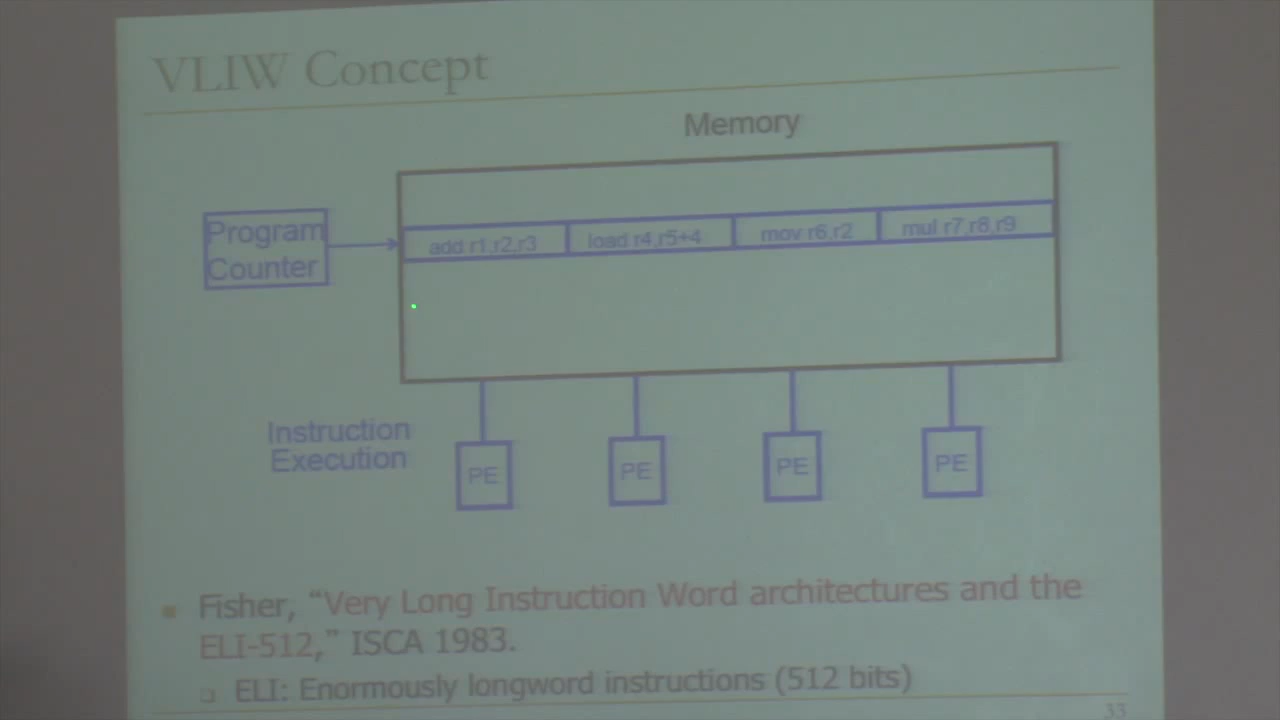 VLIW Concept
Memory
Program
Counter
add r1,r2,r3
load r4,r5+4
mov r6,r2
mul r7,r8,r9
Instruction
Execution
PE
PE
PE
PE
Fisher, “Very Long Instruction Word architectures and the
ELI-512,” ISCA 1983.
ELI: Enormously longword instructions (512 bits)
33